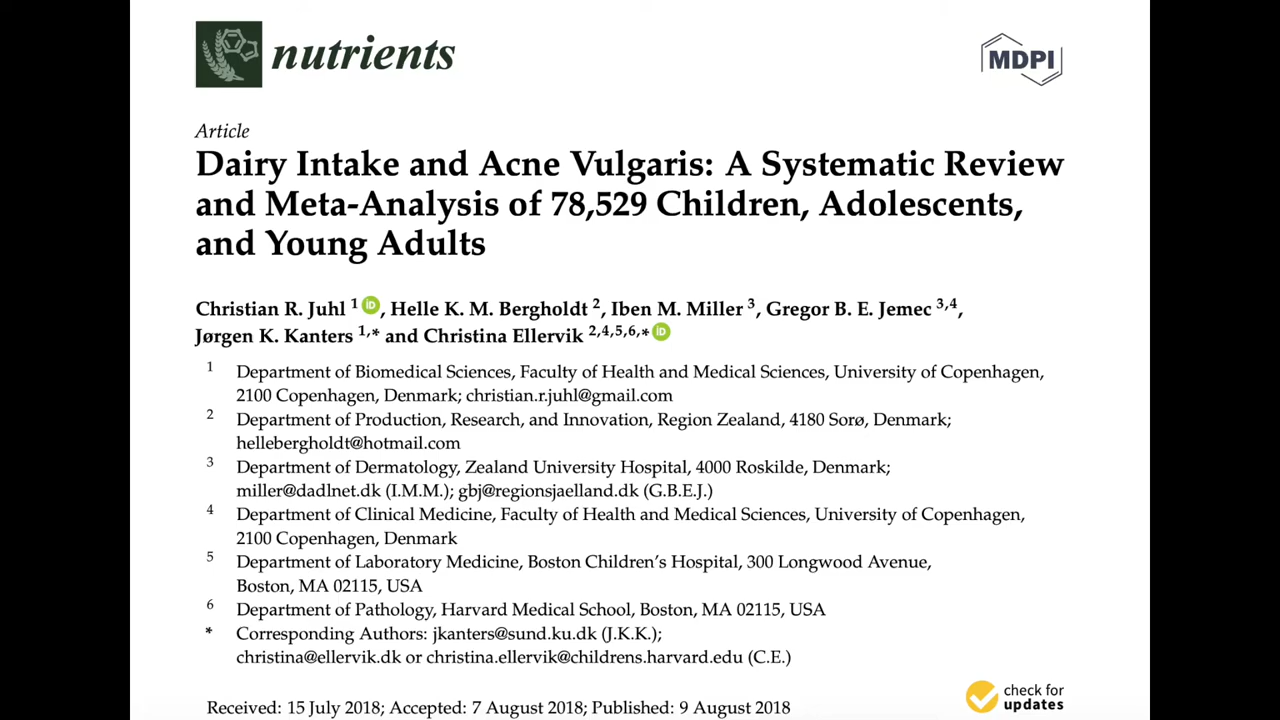 nutrients
MDPI
Article
Dairy Intake and Acne Vulgaris: A Systematic Review
and Meta-Analysis of 78,529 Children, Adolescents,
and Young Adults
Christian R. Juhl 1 iD, Helle K. M. Bergholdt 2, Iben M. Miller 3, Gregor B. E. Jemec 3,4,
Jørgen K. Kanters 1,* and Christina Ellervik 2,4,5,6,* iD
1 Department of Biomedical Sciences, Faculty of Health and Medical Sciences, University of Copenhagen,
2100 Copenhagen, Denmark; christian.r.juhl@gmail.com
2 Department of Production, Research, and Innovation, Region Zealand, 4180 Sorø, Denmark;
hellebergholdt@hotmail.com
3 Department of Dermatology, Zealand University Hospital, 4000 Roskilde, Denmark;
miller@dadlnet.dk (I.M.M.); gbj@regionsjaelland.dk (G.B.E.J.)
4 Department of Clinical Medicine, Faculty of Health and Medical Sciences, University of Copenhagen,
2100 Copenhagen, Denmark
5 Department of Laboratory Medicine, Boston Children's Hospital, 300 Longwood Avenue,
Boston, MA 02115, USA
6 Department of Pathology, Harvard Medical School, Boston, MA 02115, USA
* Corresponding Authors: jkanters@sund.ku.dk (J.K.K.);
christina@ellervik.dk or christina.ellervik@childrens.harvard.edu (C.E.)
Received: 15 July 2018; Accepted: 7 August 2018; Published: 9 August 2018
check for
updates